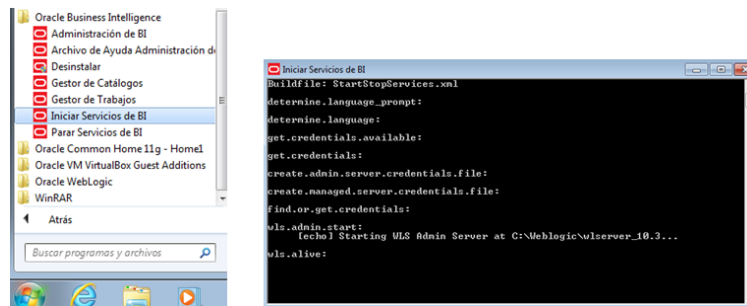 Oracle Business Intelligence
Administración de BI
Archivo de Ayuda Administración de
Desinstalar
Gestor de Catálogos
Gestor de Trabajos
Iniciar Servicios de BI
Parar Servicios de BI
Oracle Common Home 11g - Home1
Oracle VM VirtualBox Guest Additions
Oracle WebLogic
WinRAR
Atrás
Buscar programas y archivos
Iniciar Servicios de BI
Buildfile: StartStopServices.xml
determine.language_prompt:
determine.language:
get.credentials.available:
get.credentials:
create.admin.server.credentials.file:
create.managed.server.credentials.file:
find.or.get.credentials:
wls.admin.start:
[echo] Starting WLS Admin Server at C:\Weblogic\wlserver_10.3...
wls.alive: